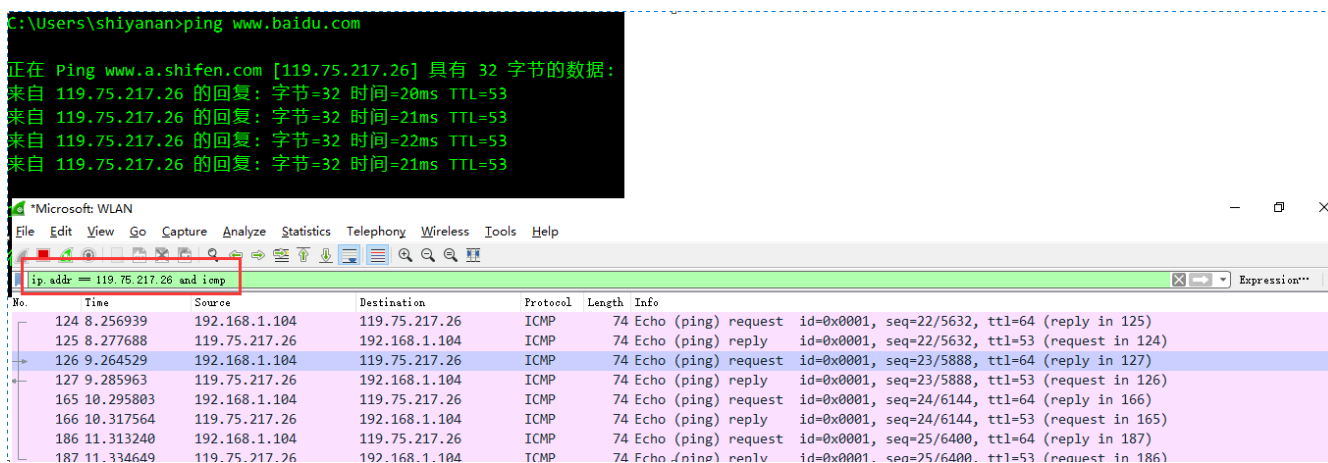 C:\Users\shiyanan>ping www.baidu.com
正在 Ping www.a.shifen.com [119.75.217.26] 具有 32 字节的数据:
来自 119.75.217.26 的回复: 字节=32 时间=20ms TTL=53
来自 119.75.217.26 的回复: 字节=32 时间=21ms TTL=53
来自 119.75.217.26 的回复: 字节=32 时间=22ms TTL=53
来自 119.75.217.26 的回复: 字节=32 时间=21ms TTL=53
*Microsoft: WLAN
File Edit View Go Capture Analyze Statistics Telephony Wireless Tools Help
ip.addr == 119.75.217.26 and icmp Expression…
No. Time Source Destination Protocol Length Info
124 8.256939 192.168.1.104 119.75.217.26 ICMP 74 Echo (ping) request id=0x0001, seq=22/5632, ttl=64 (reply in 125)
125 8.277688 119.75.217.26 192.168.1.104 ICMP 74 Echo (ping) reply id=0x0001, seq=22/5632, ttl=53 (request in 124)
126 9.264529 192.168.1.104 119.75.217.26 ICMP 74 Echo (ping) request id=0x0001, seq=23/5888, ttl=64 (reply in 127)
127 9.285963 119.75.217.26 192.168.1.104 ICMP 74 Echo (ping) reply id=0x0001, seq=23/5888, ttl=53 (request in 126)
165 10.295803 192.168.1.104 119.75.217.26 ICMP 74 Echo (ping) request id=0x0001, seq=24/6144, ttl=64 (reply in 166)
166 10.317564 119.75.217.26 192.168.1.104 ICMP 74 Echo (ping) reply id=0x0001, seq=24/6144, ttl=53 (request in 165)
186 11.313240 192.168.1.104 119.75.217.26 ICMP 74 Echo (ping) request id=0x0001, seq=25/6400, ttl=64 (reply in 187)
187 11.334649 119.75.217.26 192.168.1.104 ICMP 74 Echo (ping) reply id=0x0001, seq=25/6400, ttl=53 (request in 186)